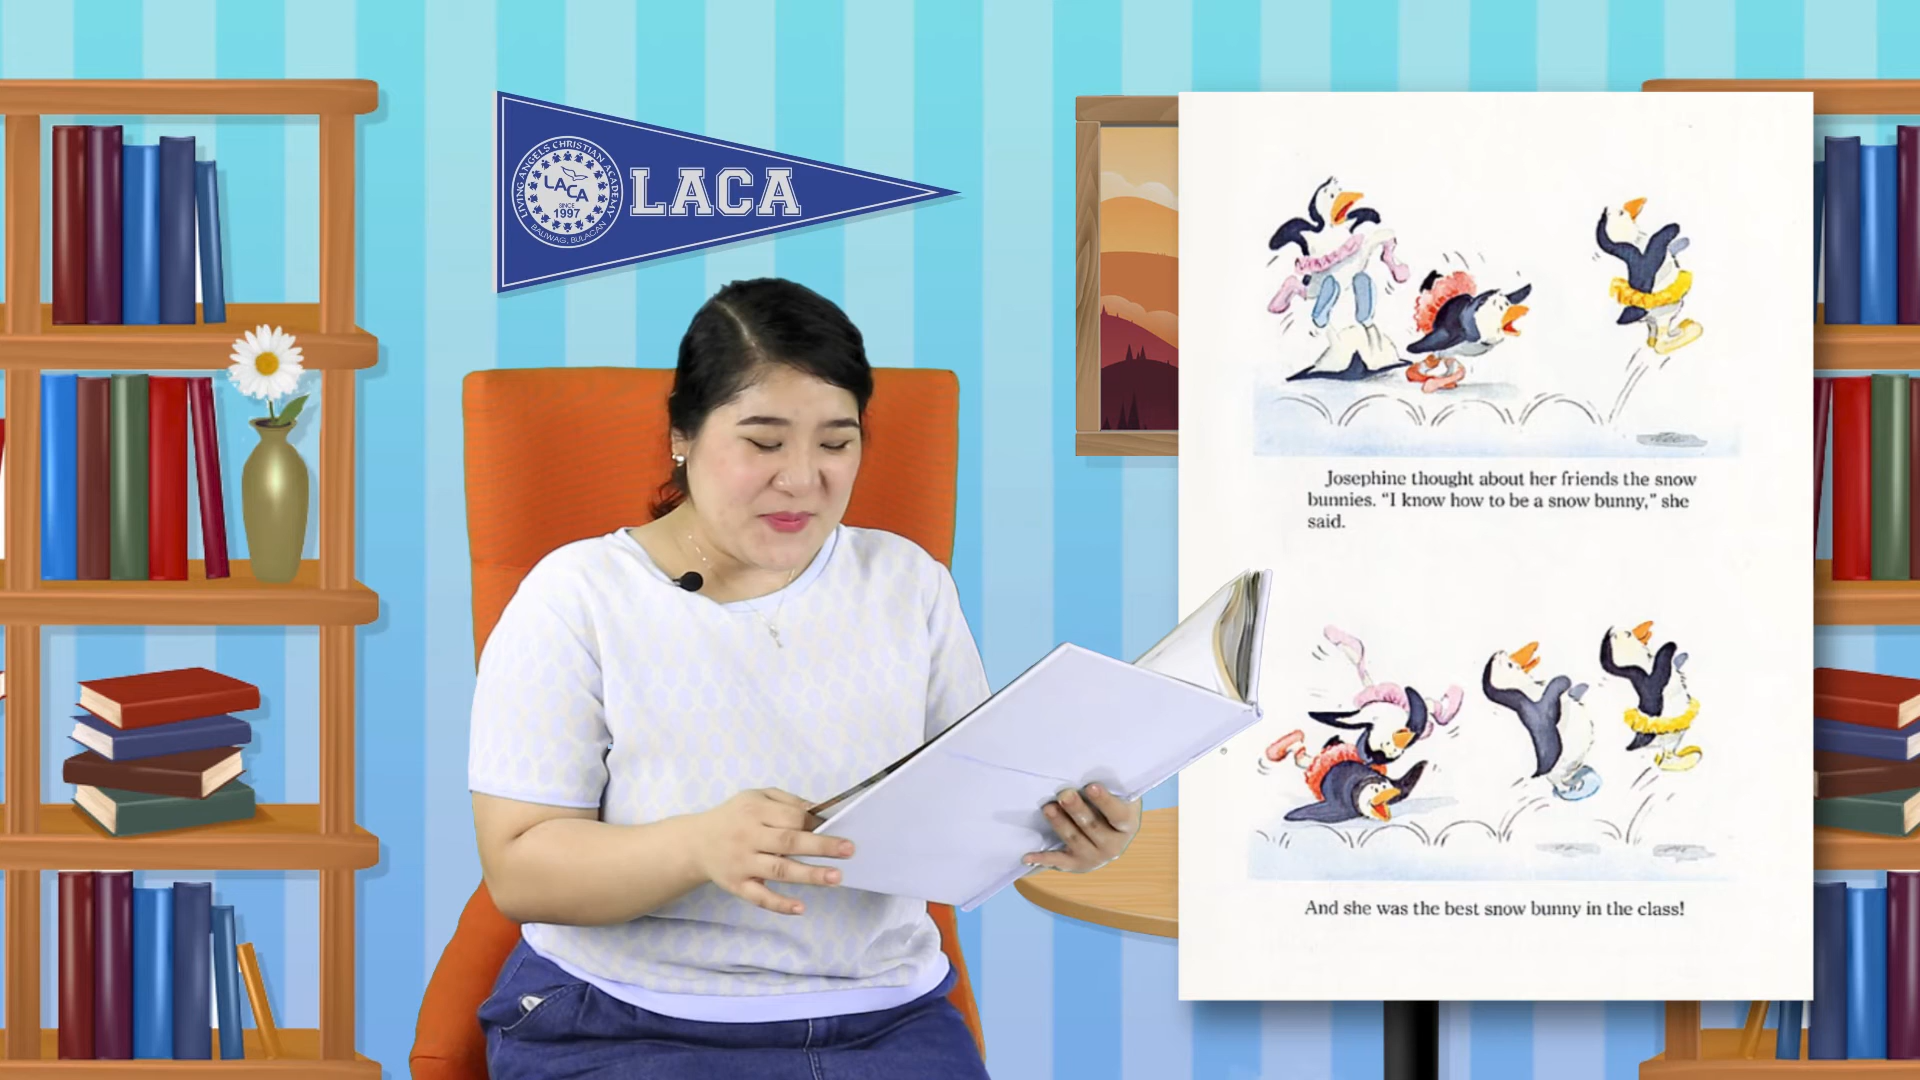 LIVING ANGELS CHRISTIAN ACADEMY
LACA
SINCE
1997
BALIWAG, BULACAN
LACA
Josephine thought about her friends the snow
bunnies. “I know how to be a snow bunny,” she
said.
And she was the best snow bunny in the class!